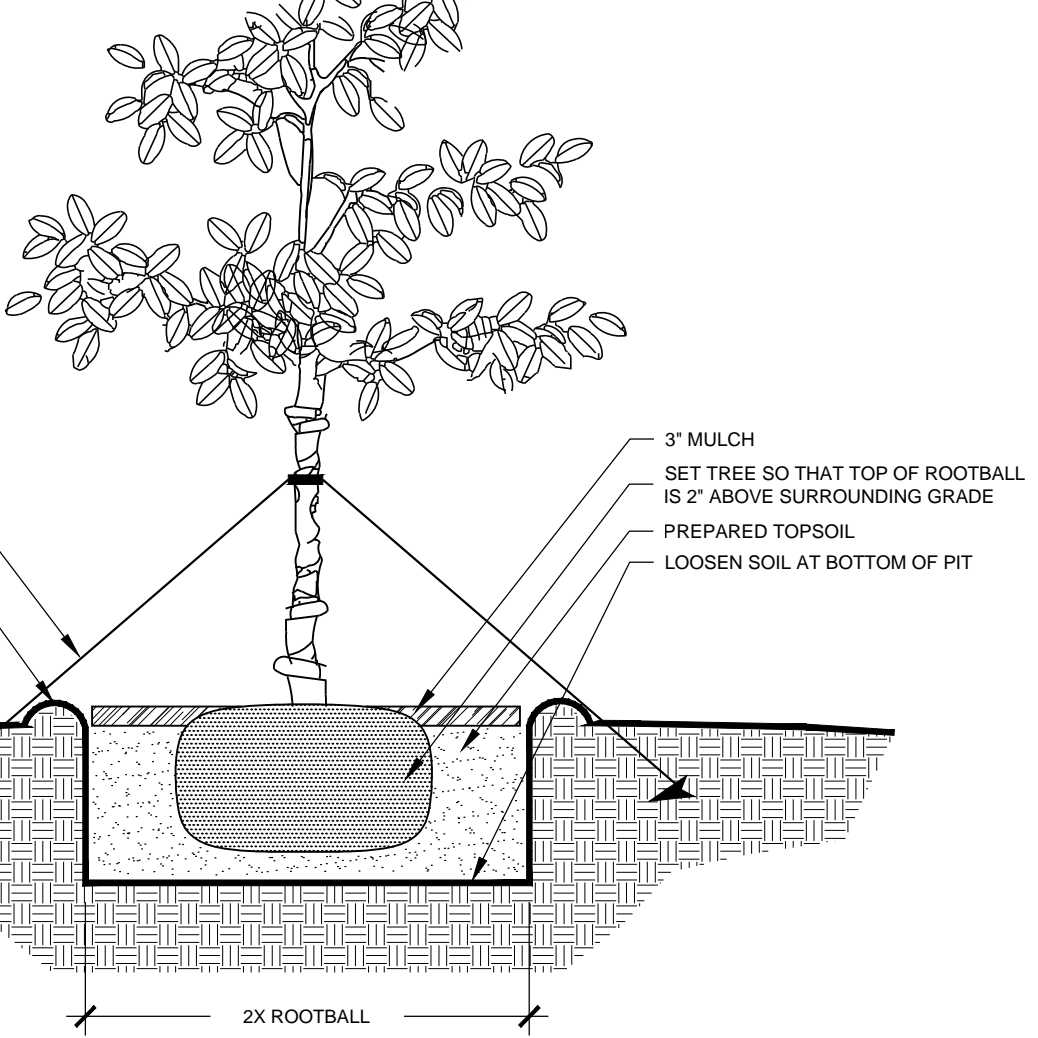 3" MULCH
SET TREE SO THAT TOP OF ROOTBALL
IS 2" ABOVE SURROUNDING GRADE
PREPARED TOPSOIL
LOOSEN SOIL AT BOTTOM OF PIT
2X ROOTBALL